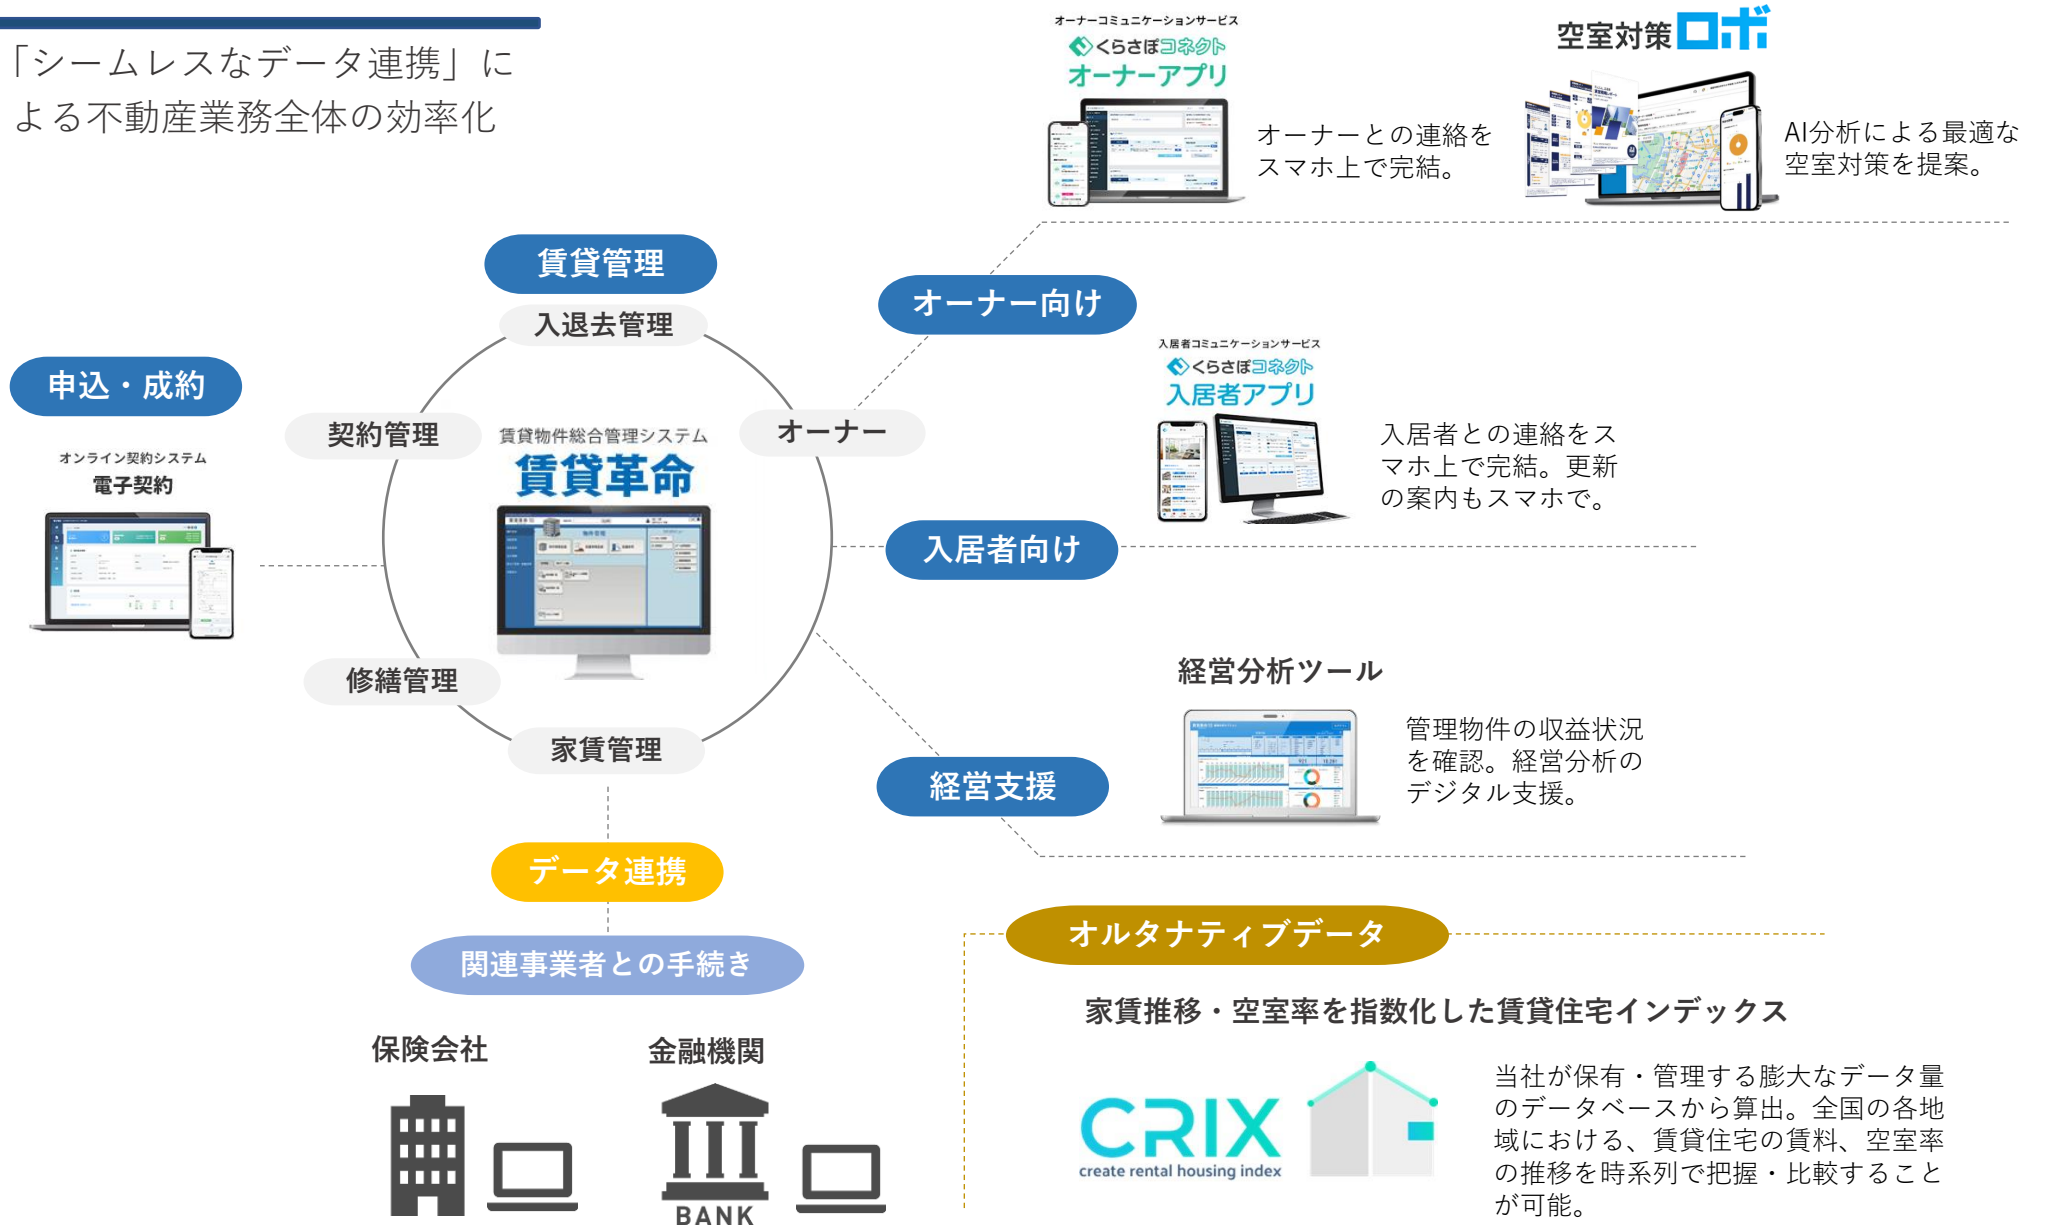 「シームレスなデータ連携」に
よる不動産業務全体の効率化
オーナーコミュニケーションサービス
くらさぽコネクト
オーナーアプリ
オーナーとの連絡を
スマホ上で完結。
空室対策ロボ
AI分析による最適な
空室対策を提案。
賃貸管理
入退去管理
オーナー向け
申込・成約
契約管理
オーナー
オンライン契約システム
電子契約
賃貸物件総合管理システム
賃貸革命
物件管理
入居者コミュニケーションサービス
くらさぽコネクト
入居者アプリ
入居者との連絡をス
マホ上で完結。更新
の案内もスマホで。
入居者向け
修繕管理
家賃管理
経営支援
経営分析ツール
管理物件の収益状況
を確認。経営分析の
デジタル支援。
データ連携
関連事業者との手続き
保険会社
金融機関
BANK
オルタナティブデータ
家賃推移・空室率を指数化した賃貸住宅インデックス
CRIX
create rental housing index
当社が保有・管理する膨大なデータ量
のデータベースから算出。全国の各地
域における、賃貸住宅の賃料、空室率
の推移を時系列で把握・比較すること
が可能。